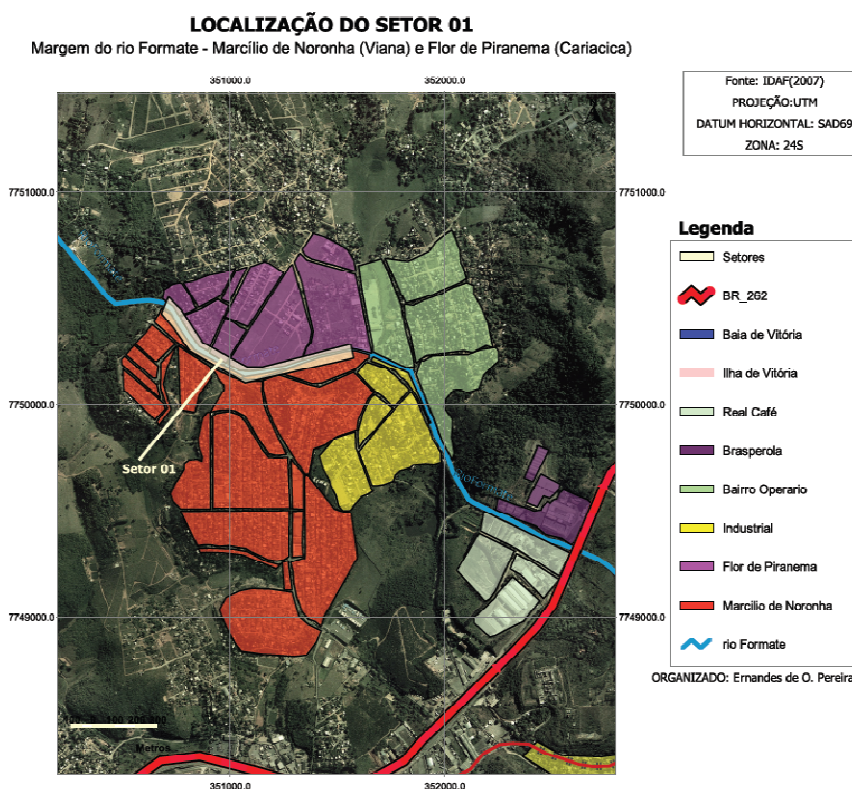 LOCALIZAÇÃO DO SETOR 01
Margem do rio Formate - Marcílio de Noronha (Viana) e Flor de Piranema (Cariacica)
351000.0 352000.0
Fonte: IDAF(2007)
PROJEÇÃO:UTM
DATUM HORIZONTAL: SAD69
ZONA: 24S
7751000.0 7751000.0
Legenda
Setores
BR_262
Baia de Vitória
Ilha de Vitória
Real Café
Brasperola
Bairro Operario
Industrial
Flor de Piranema
Marcilio de Noronha
rio Formate
ORGANIZADO: Ernandes de O. Pereira
7750000.0 7750000.0
Setor 01
7749000.0 7749000.0
Metros
351000.0 352000.0